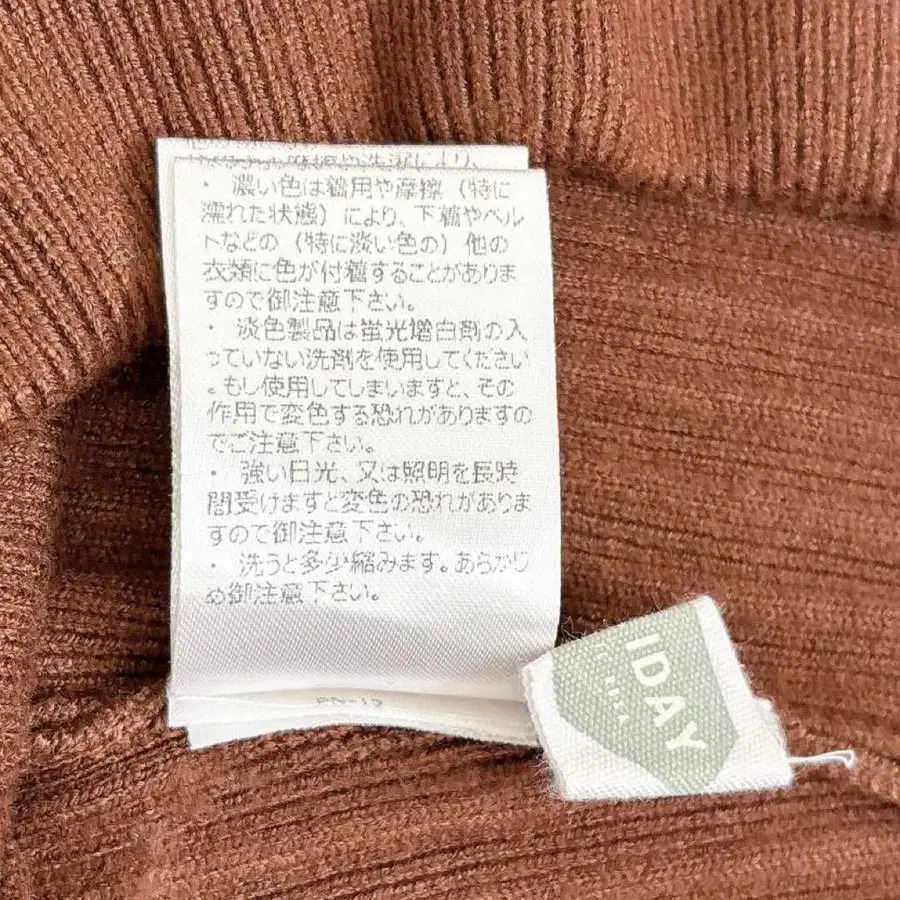 ・濃い色は着用や摩擦（特に
濡れた状態）により、下着やベル
トなどの（特に淡い色の）他の
衣類に色が付着することがありま
すので御注意下さい。
・淡色製品は蛍光増白剤の入
っていない洗剤を使用してください
。もし使用してしまいますと、その
作用で変色する恐れがありますの
でご注意下さい。
・強い日光、又は照明を長時
間受けますと変色の恐れがありま
すので御注意下さい。
・洗うと多少縮みます。あらかじ
め御注意下さい。
IDAY